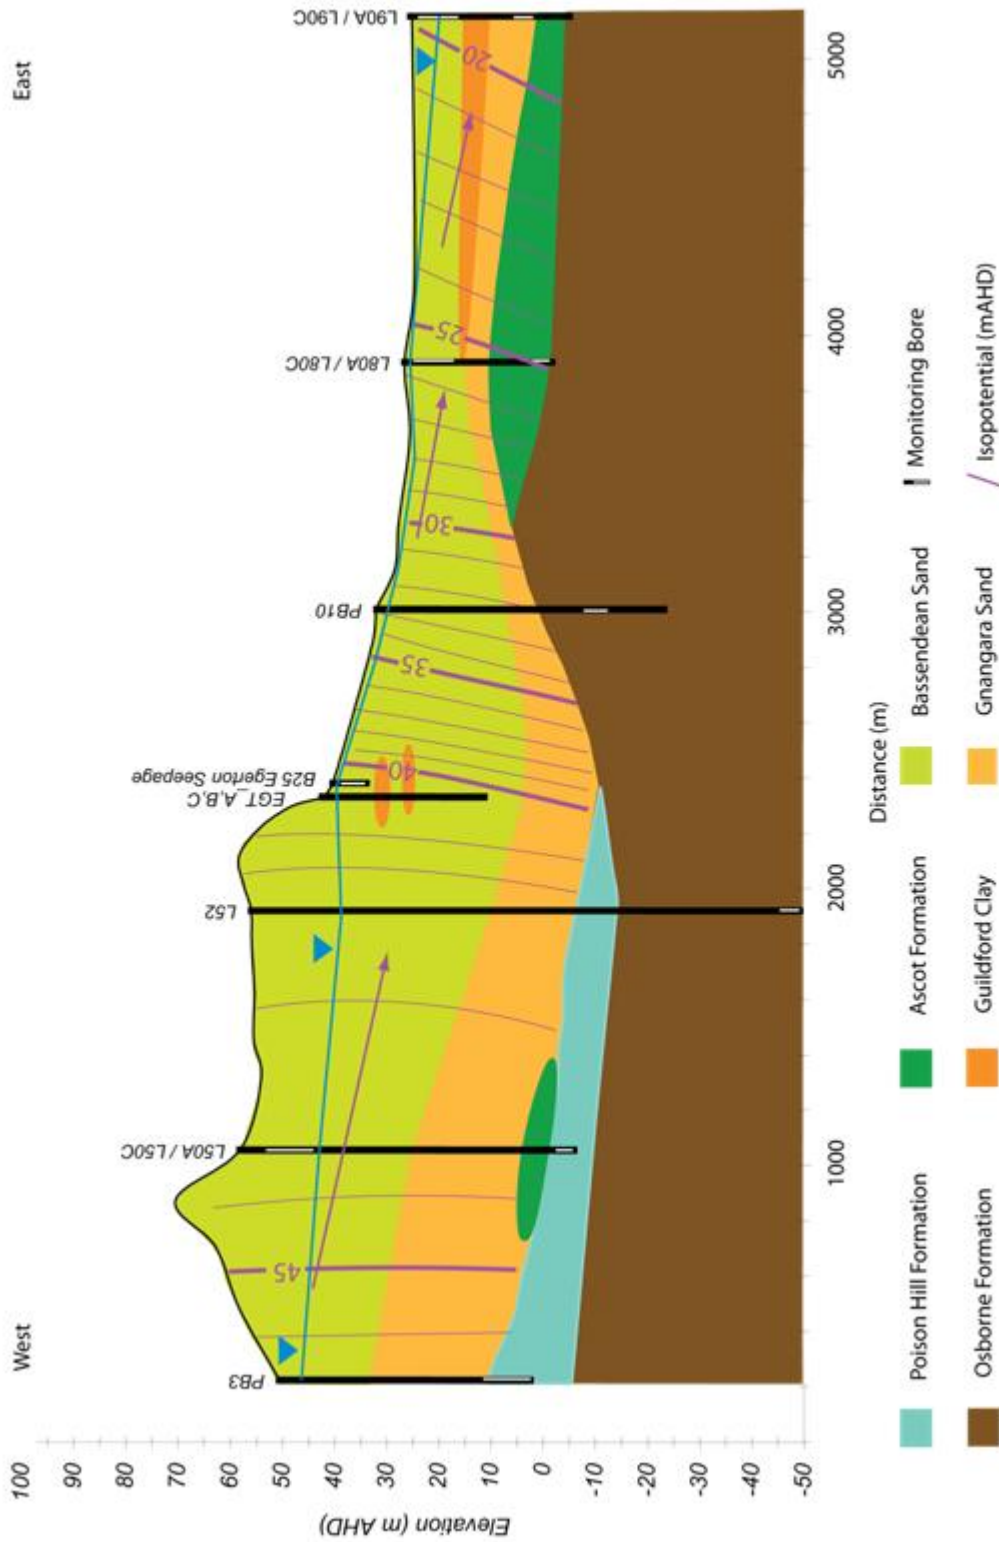 West
East
PB3
L50A / L50C
L52
EGT_A,B,C
B25 Egerton Seepage
PB10
L80A / L80C
L90A / L90C
45
40
35
30
25
20
Elevation (m AHD)
100
90
80
70
60
50
40
30
20
10
0
-10
-20
-30
-40
-50
1000
2000
3000
4000
5000
Distance (m)
Poison Hill Formation
Ascot Formation
Bassendean Sand
Monitoring Bore
Osborne Formation
Guildford Clay
Gnangara Sand
Isopotential (mAHD)